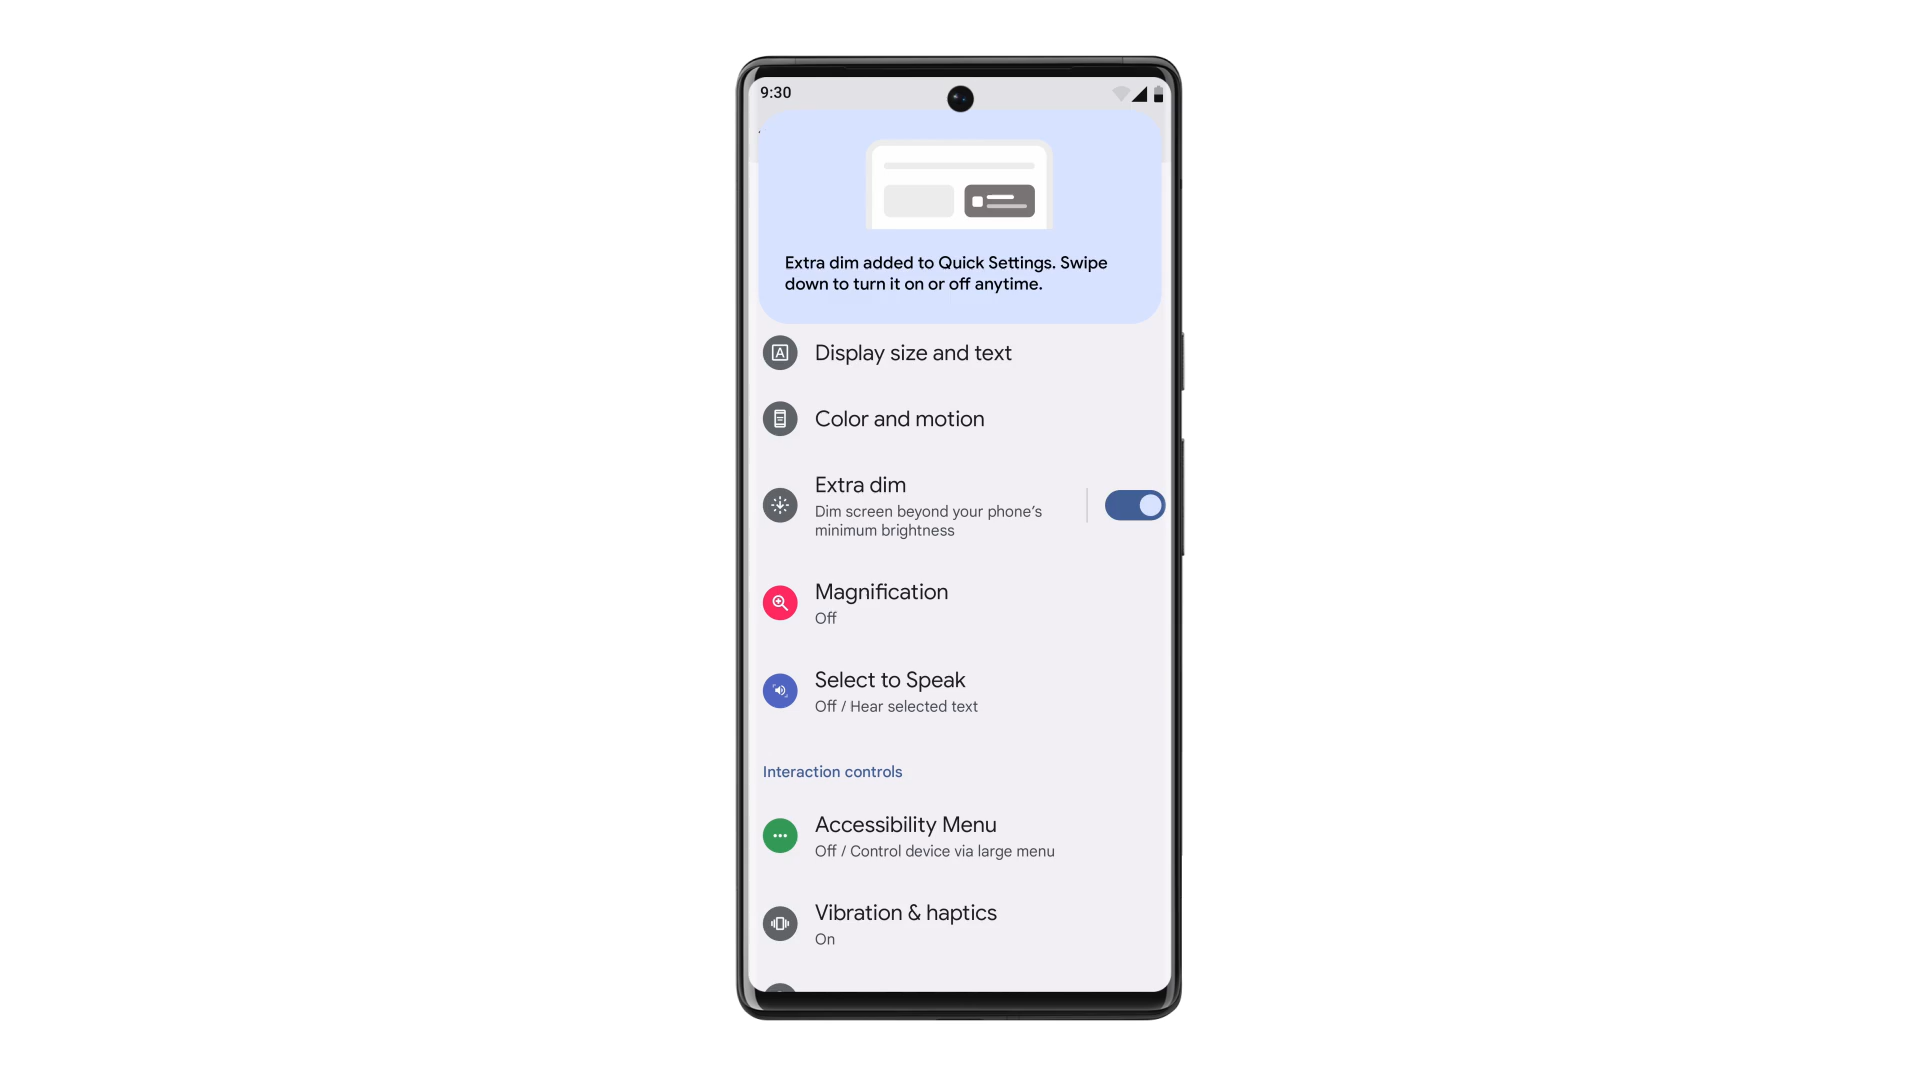 9:30
Extra dim added to Quick Settings. Swipe
down to turn it on or off anytime.
Display size and text
Color and motion
Extra dim
Dim screen beyond your phone’s
minimum brightness
Magnification
Off
Select to Speak
Off / Hear selected text
Interaction controls
Accessibility Menu
Off / Control device via large menu
Vibration & haptics
On